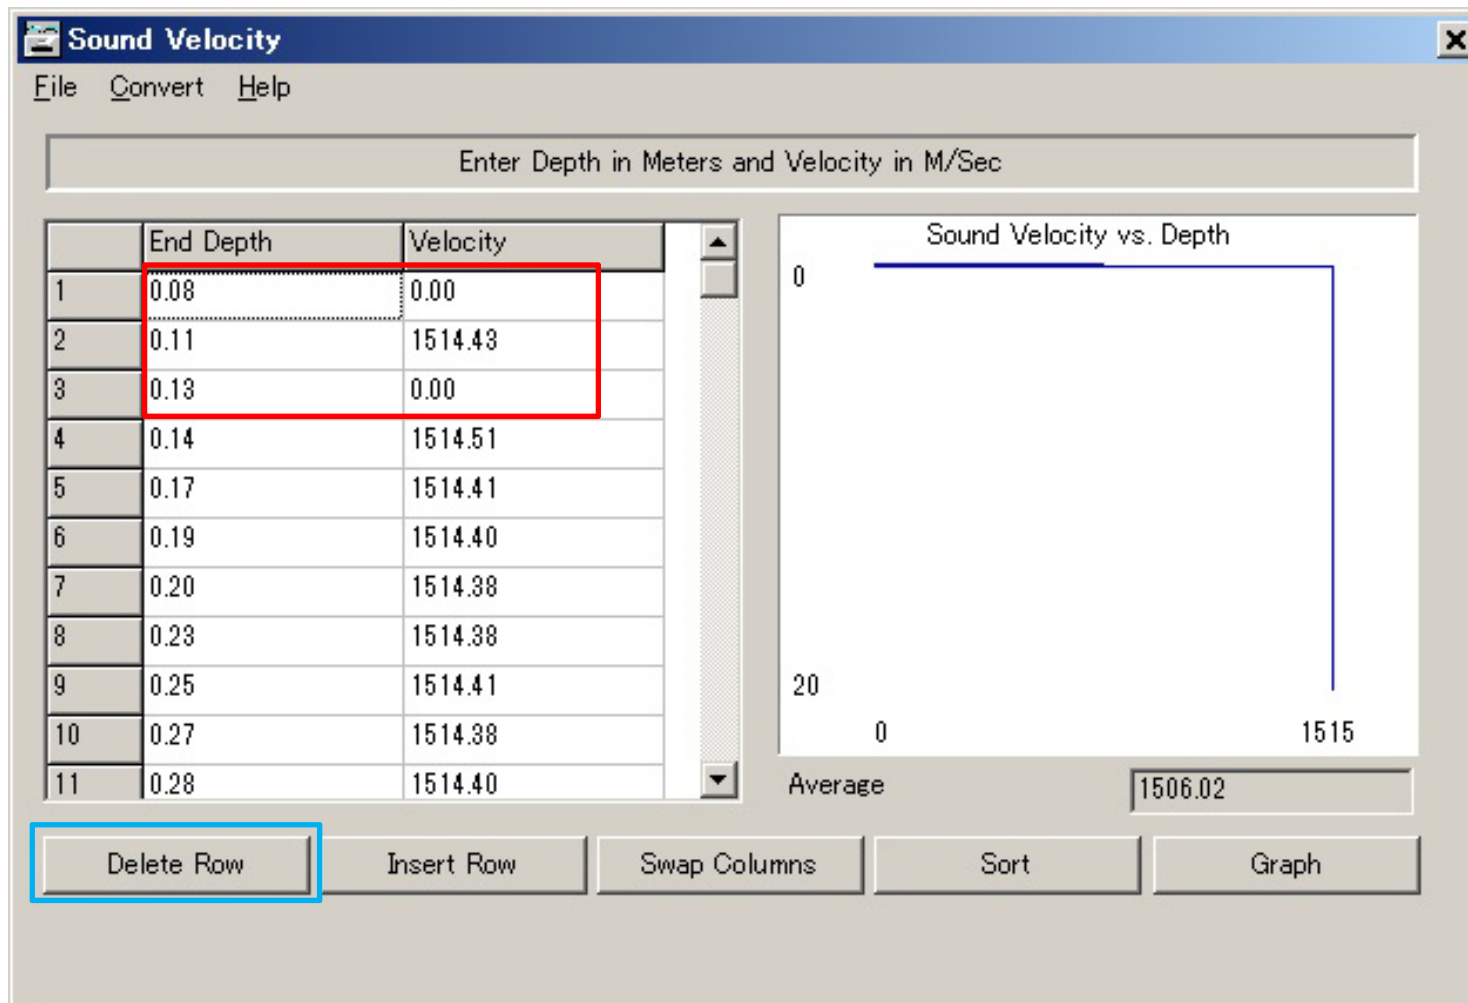 Sound Velocity
File Convert Help
Enter Depth in Meters and Velocity in M/Sec
End Depth Velocity
1 0.08 0.00
2 0.11 1514.43
3 0.13 0.00
4 0.14 1514.51
5 0.17 1514.41
6 0.19 1514.40
7 0.20 1514.38
8 0.23 1514.38
9 0.25 1514.41
10 0.27 1514.38
11 0.28 1514.40
Sound Velocity vs. Depth
0
20
0 1515
Average 1506.02
Delete Row Insert Row Swap Columns Sort Graph